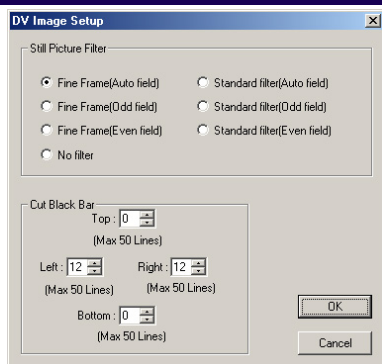 DV Image Setup
Still Picture Filter
Fine Frame(Auto field) Standard filter(Auto field)
Fine Frame(Odd field) Standard filter(Odd field)
Fine Frame(Even field) Standard filter(Even field)
No filter
Cut Black Bar
Top : 0
(Max 50 Lines)
Left : 12 Right : 12
(Max 50 Lines) (Max 50 Lines)
Bottom : 0
(Max 50 Lines)
OK
Cancel